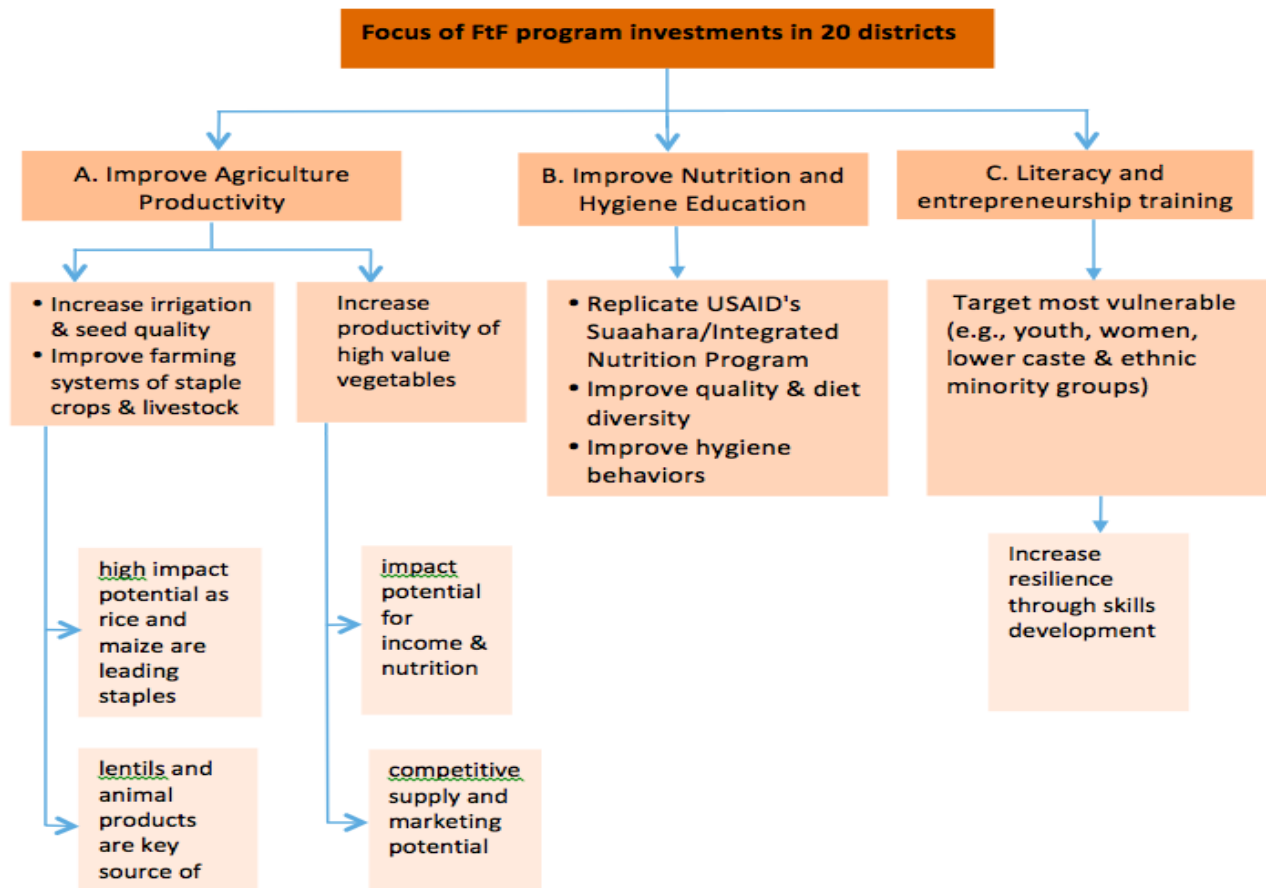 Focus of FtF program investments in 20 districts
A. Improve Agriculture
Productivity
B. Improve Nutrition and
Hygiene Education
C. Literacy and
entrepreneurship training
• Increase irrigation
& seed quality
• Improve farming
systems of staple
crops & livestock
Increase
productivity of
high value
vegetables
• Replicate USAID's
Suaahara/Integrated
Nutrition Program
• Improve quality & diet
diversity
• Improve hygiene
behaviors
Target most vulnerable
(e.g., youth, women,
lower caste & ethnic
minority groups)
high impact
potential as
rice and
maize are
leading
staples
impact
potential
for
income &
nutrition
Increase
resilience
through skills
development
lentils and
animal
products
are key
source of
competitive
supply and
marketing
potential